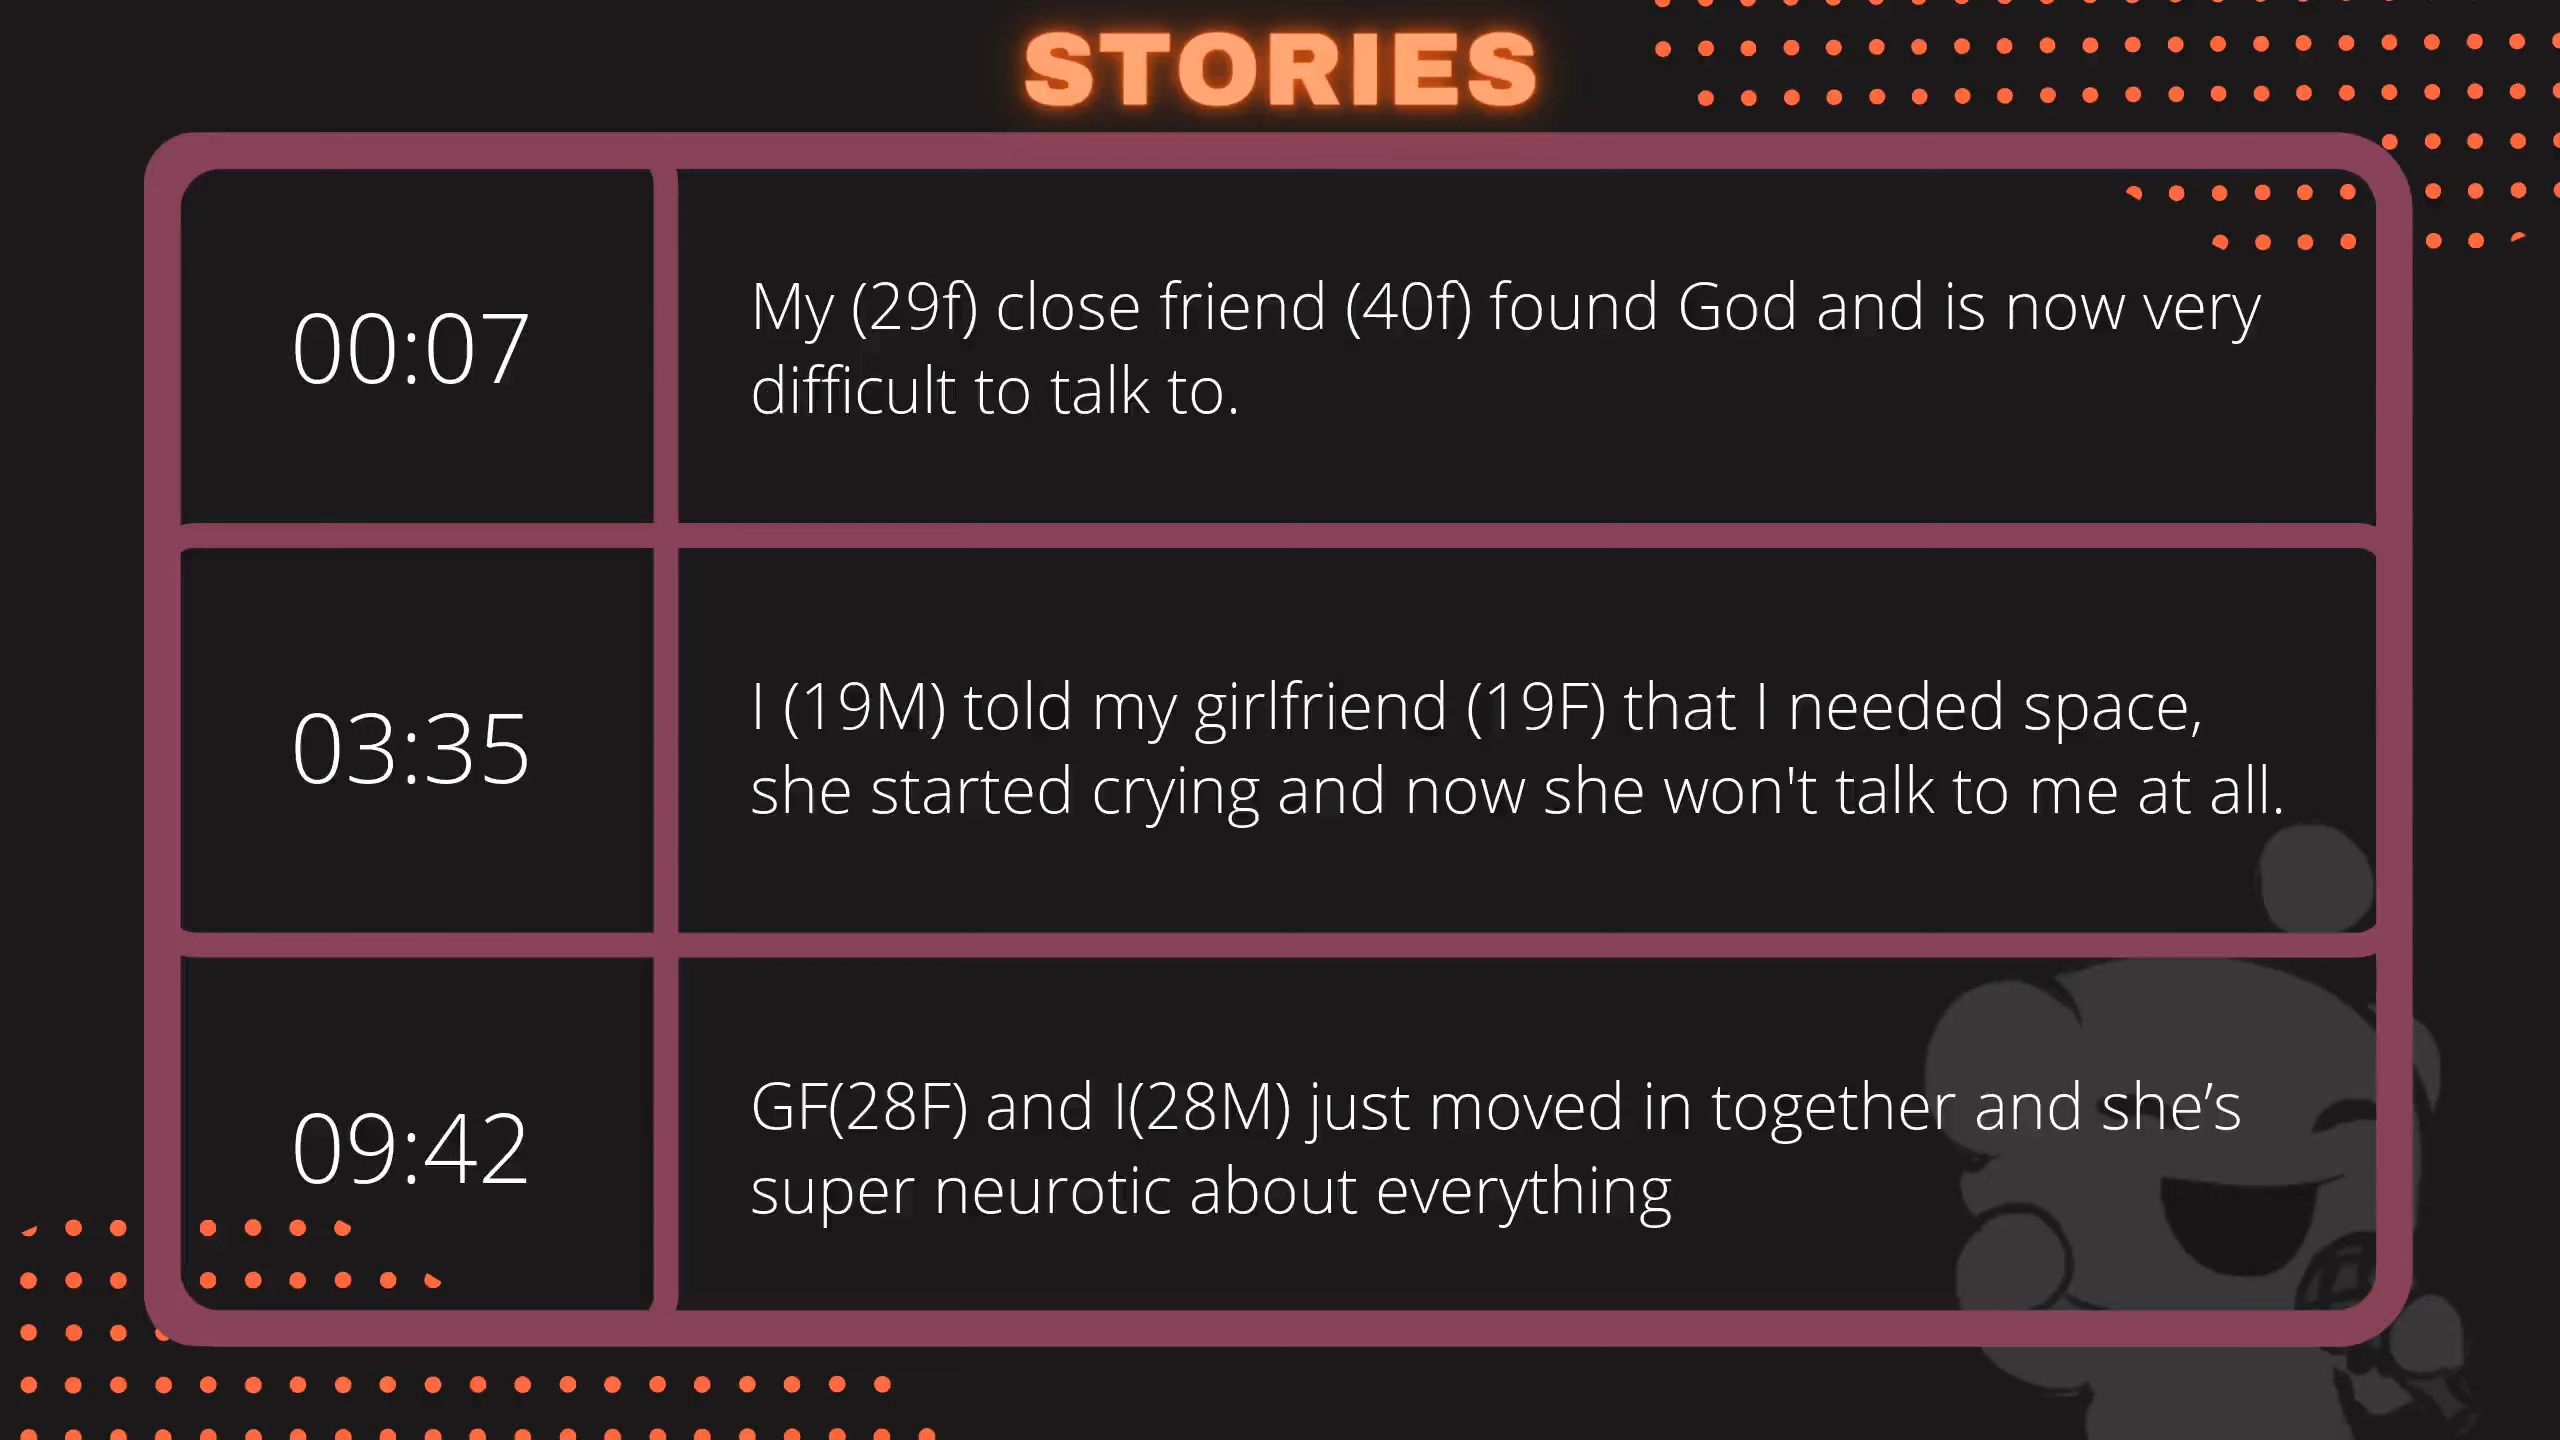 STORIES
00:07
My (29f) close friend (40f) found God and is now very
difficult to talk to.
03:35
I (19M) told my girlfriend (19F) that I needed space,
she started crying and now she won't talk to me at all.
09:42
GF(28F) and I(28M) just moved in together and she’s
super neurotic about everything